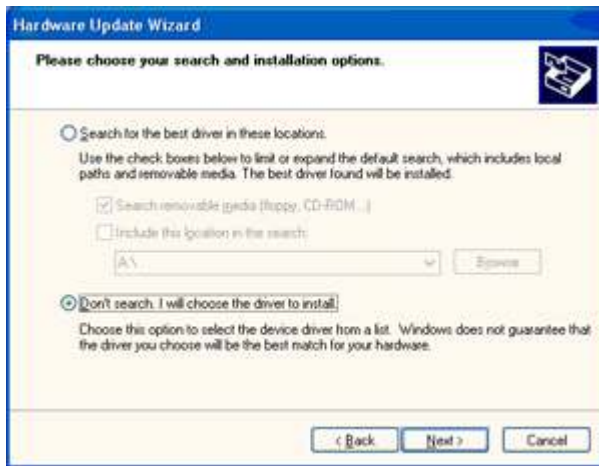 Hardware Update Wizard
Please choose your search and installation options.
Search for the best driver in these locations.
Use the check boxes below to limit or expand the default search, which includes local
paths and removable media. The best driver found will be installed.
Search removable media (floppy, CD-ROM...)
Include this location in the search:
A:\
Browse
Don't search. I will choose the driver to install.
Choose this option to select the device driver from a list. Windows does not guarantee that
the driver you choose will be the best match for your hardware.
< Back
Next >
Cancel